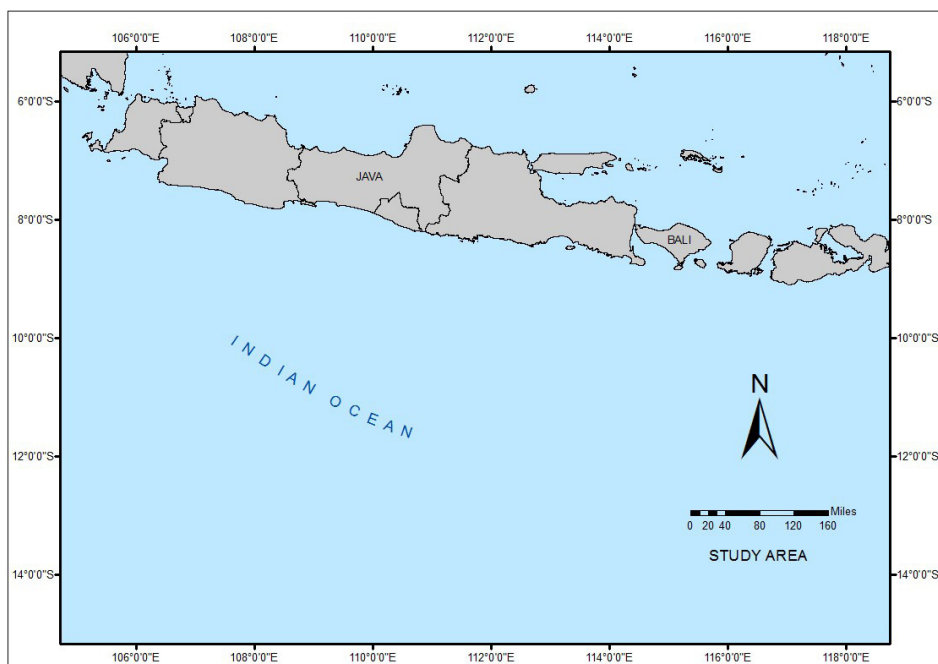 106°0'0"E 108°0'0"E 110°0'0"E 112°0'0"E 114°0'0"E 116°0'0"E 118°0'0"E
6°0'0"S 6°0'0"S
JAVA
8°0'0"S 8°0'0"S
BALI
10°0'0"S 10°0'0"S
INDIAN OCEAN
N
12°0'0"S 12°0'0"S
Miles
0 20 40 80 120 160
STUDY AREA
14°0'0"S 14°0'0"S
106°0'0"E 108°0'0"E 110°0'0"E 112°0'0"E 114°0'0"E 116°0'0"E 118°0'0"E